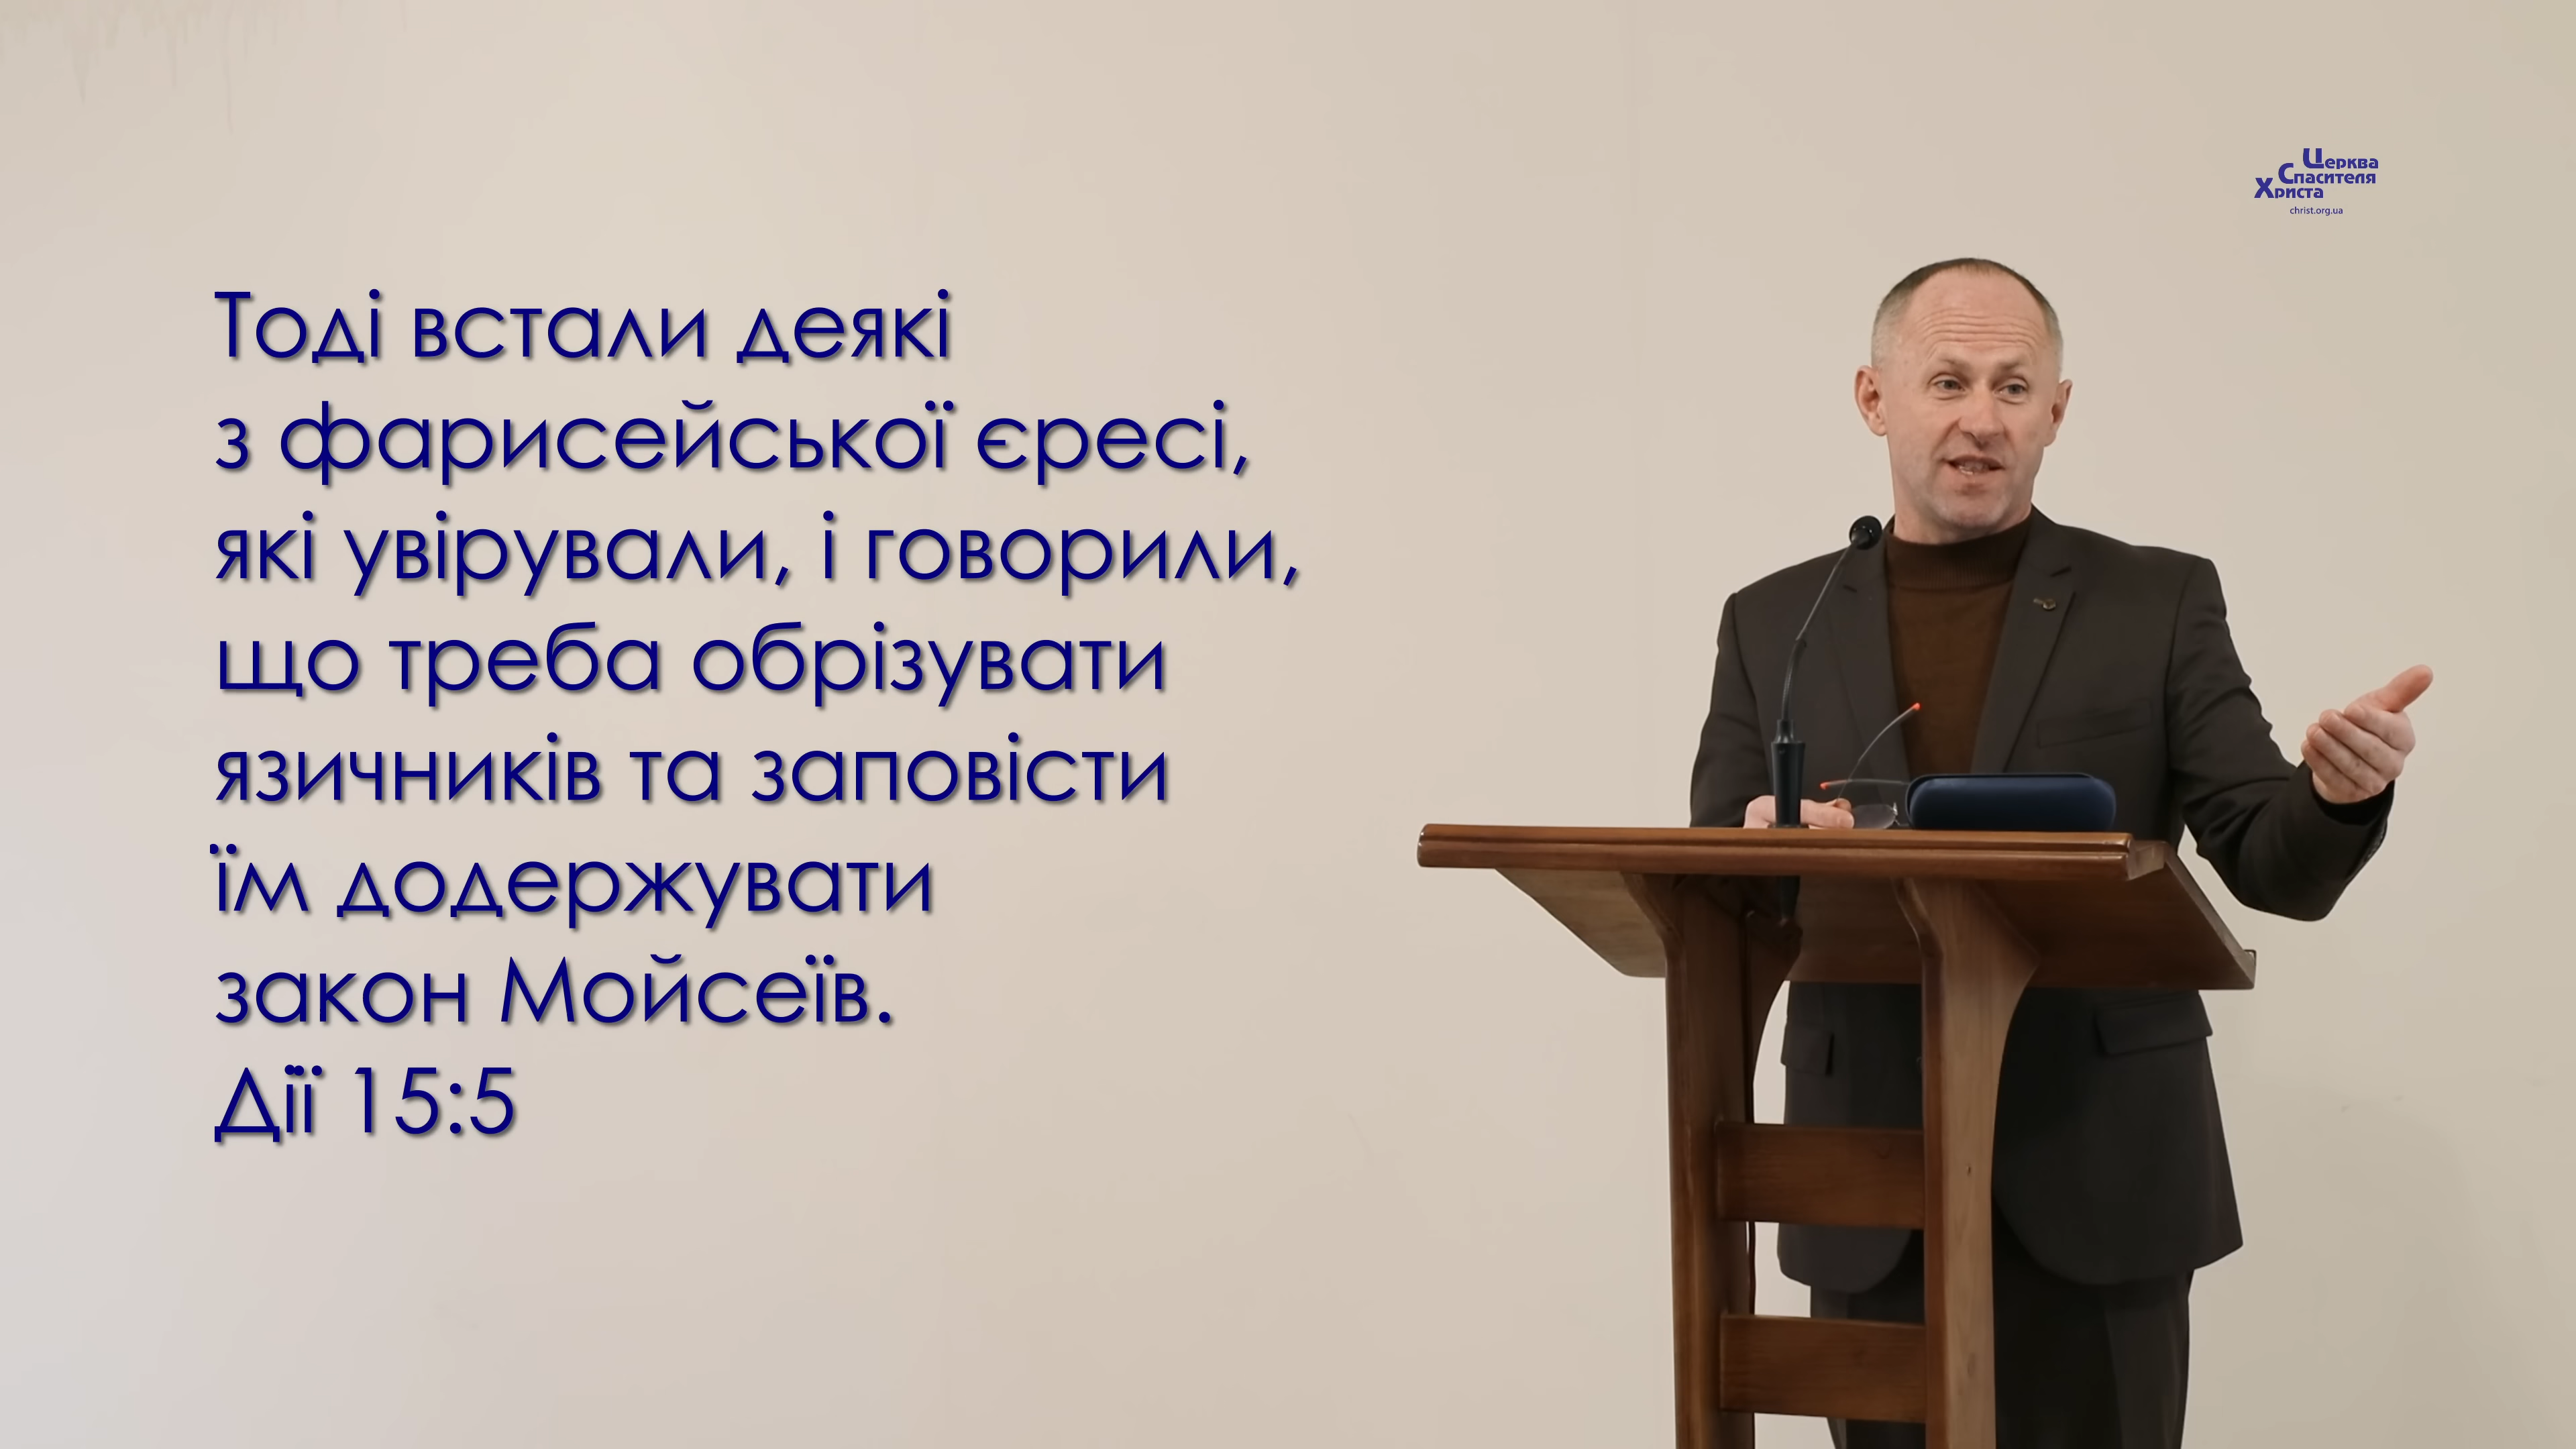 Церква
Спасителя
Христа
christ.org.ua
Тоді встали деякі
з фарисейської єресі,
які увірували, і говорили,
що треба обрізувати
язичників та заповісти
їм додержувати
закон Мойсеїв.
Дії 15:5